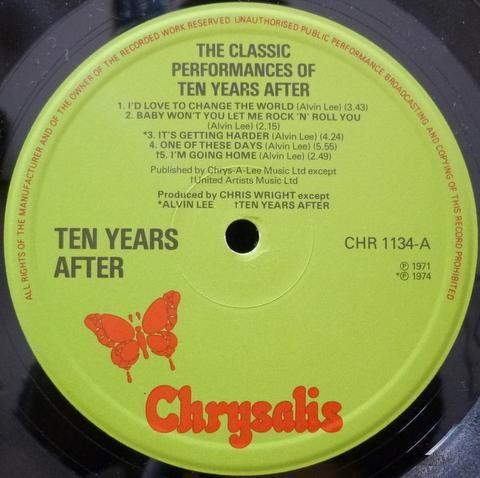 ALL RIGHTS OF THE MANUFACTURER AND OF THE OWNER OF THE RECORDED WORK RESERVED. UNAUTHORISED PUBLIC PERFORMANCE BROADCASTING AND COPYING OF THIS RECORD PROHIBITED
THE CLASSIC
PERFORMANCES OF
TEN YEARS AFTER
1. I'D LOVE TO CHANGE THE WORLD (Alvin Lee) (3.43)
2. BABY WON'T YOU LET ME ROCK 'N' ROLL YOU
(Alvin Lee) (2.15)
*3. IT'S GETTING HARDER (Alvin Lee) (4.24)
4. ONE OF THESE DAYS (Alvin Lee) (5.55)
†5. I'M GOING HOME (Alvin Lee) (2.49)
Published by Chrys-A-Lee Music Ltd except
†United Artists Music Ltd
Produced by CHRIS WRIGHT except
*ALVIN LEE †TEN YEARS AFTER
TEN YEARS
AFTER
CHR 1134-A
℗ 1971
*℗ 1974
Chrysalis